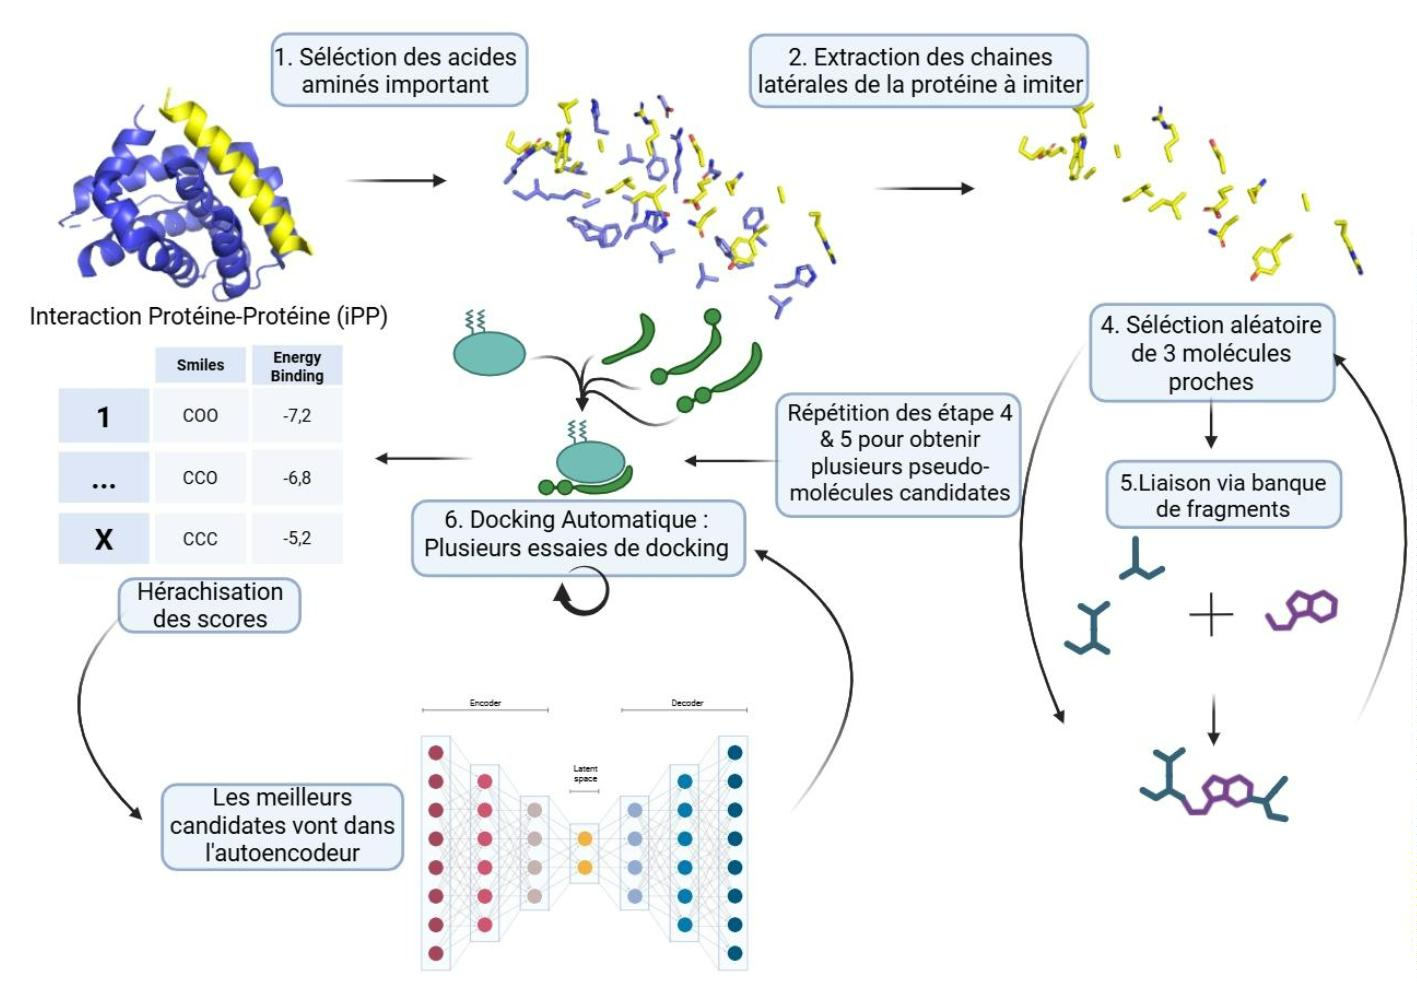 1. Séléction des acides
aminés important
2. Extraction des chaines
latérales de la protéine à imiter
Interaction Protéine-Protéine (iPP)
4. Séléction aléatoire
de 3 molécules
proches
5.Liaison via banque
de fragments
Répétition des étape 4
& 5 pour obtenir
plusieurs pseudo-
molécules candidates
6. Docking Automatique :
Plusieurs essaies de docking
Smiles
Energy
Binding
1
COO
-7,2
...
CCO
-6,8
X
CCC
-5,2
Hérachisation
des scores
Les meilleurs
candidates vont dans
l'autoencodeur
Encoder
Decoder
Latent
space